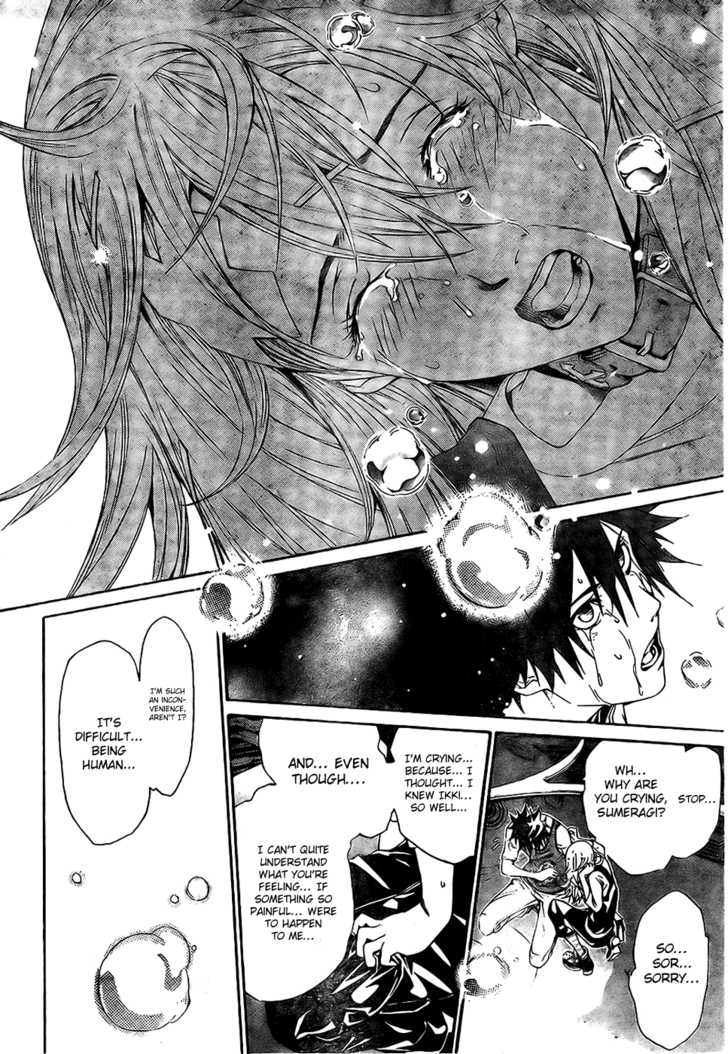 WH...
WHY ARE
YOU CRYING,
SUMERAGI?
STOP...
SO...
SOR...
SORRY...
I'M CRYING...
BECAUSE... I
THOUGHT... I
KNEW IKKI...
SO WELL...
AND... EVEN
THOUGH....
I CAN'T QUITE
UNDERSTAND
WHAT YOU'RE
FEELING... IF
SOMETHING SO
PAINFUL... WERE
TO HAPPEN
TO ME...
I'M SUCH
AN INCON-
VENIENCE,
AREN'T I?
IT'S
DIFFICULT...
BEING
HUMAN...